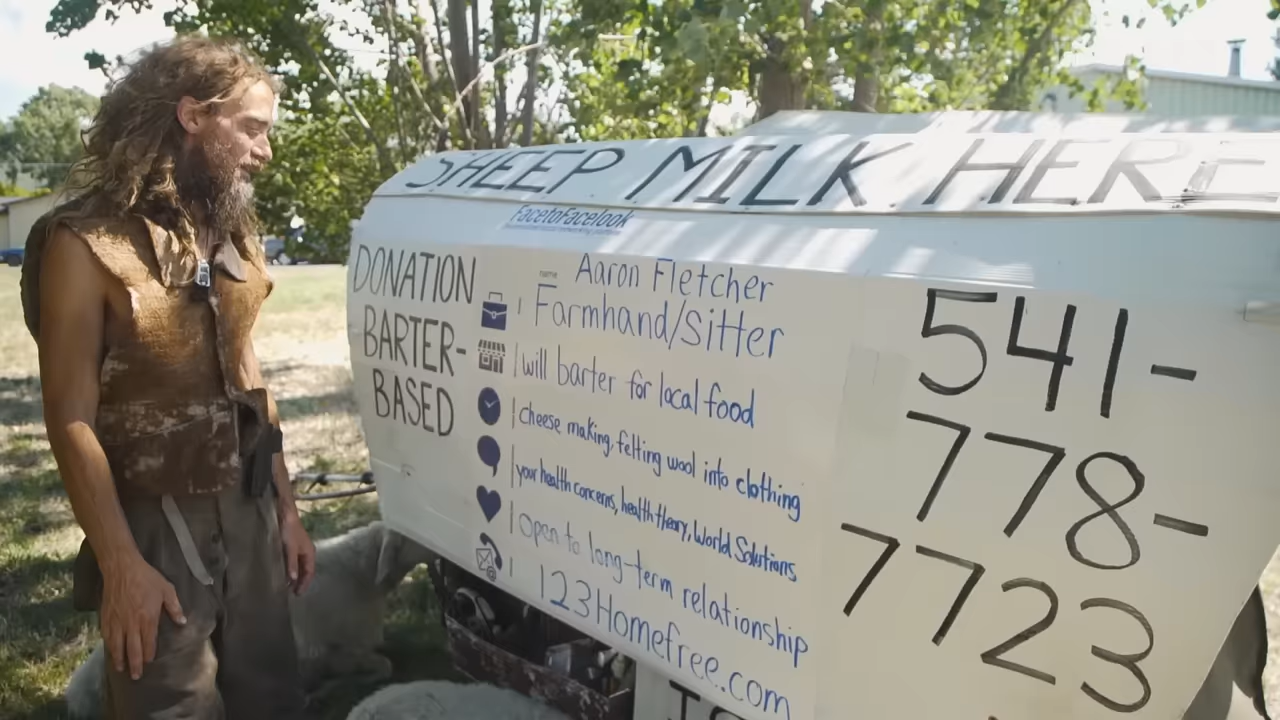 SHEEP MILK HERE
FacetoFacelook
DONATION
BARTER-
BASED
name Aaron Fletcher
Farmhand/Sitter
will barter for local food
cheese making, felting wool into clothing
your health concerns, health theory, World Solutions
Open to long-term relationship
123Homefree.com
541-
778-
7723